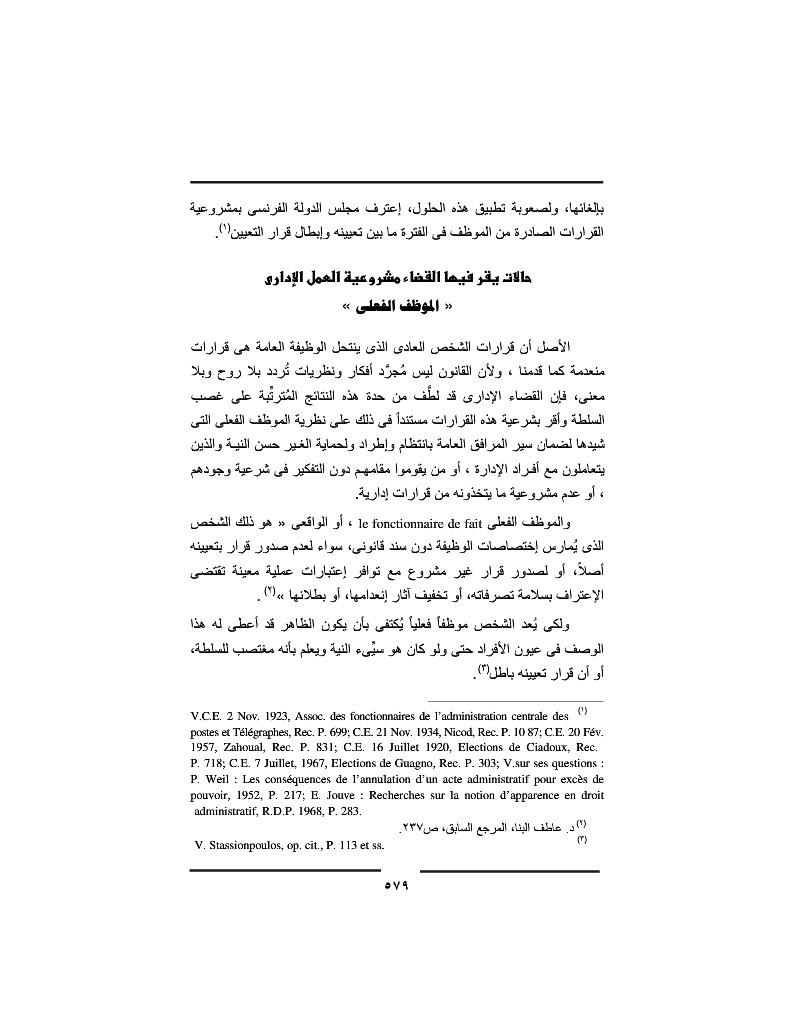 بإلغائها، ولصعوبة تطبيق هذه الحلول، إعترف مجلس الدولة الفرنسى بمشروعية
القرارات الصادرة من الموظف فى الفترة ما بين تعيينه وإبطال قرار التعيين(١).
حالات يقر فيها القضاء مشروعية العمل الإدارى
« الموظف الفعلى »
الأصل أن قرارات الشخص العادى الذى ينتحل الوظيفة العامة هى قرارات
منعدمة كما قدمنا ، ولأن القانون ليس مُجرَّد أفكار ونظريات تُردد بلا روح وبلا
معنى، فإن القضاء الإدارى قد لطَّف من حدة هذه النتائج المُترتِّبة على غصب
السلطة وأقر بشرعية هذه القرارات مستنداً فى ذلك على نظرية الموظف الفعلى التى
شيدها لضمان سير المرافق العامة بانتظام وإطراد ولحماية الغير حسن النية والذين
يتعاملون مع أفراد الإدارة ، أو من يقوموا مقامهم دون التفكير فى شرعية وجودهم
، أو عدم مشروعية ما يتخذونه من قرارات إدارية.
والموظف الفعلى le fonctionnaire de fait ، أو الواقعى « هو ذلك الشخص
الذى يُمارس إختصاصات الوظيفة دون سند قانونى، سواء لعدم صدور قرار بتعيينه
أصلاً، أو لصدور قرار غير مشروع مع توافر إعتبارات عملية معينة تقتضى
الإعتراف بسلامة تصرفاته، أو تخفيف آثار إنعدامها، أو بطلانها »(٢) .
ولكى يُعد الشخص موظفاً فعلياً يُكتفى بأن يكون الظاهر قد أعطى له هذا
الوصف فى عيون الأفراد حتى ولو كان هو سيِّىء النية ويعلم بأنه مغتصب للسلطة،
أو أن قرار تعيينه باطل(٣).
(١) V.C.E. 2 Nov. 1923, Assoc. des fonctionnaires de l’administration centrale des
postes et Télégraphes, Rec. P. 699; C.E. 21 Nov. 1934, Nicod, Rec. P. 10 87; C.E. 20 Fév.
1957, Zahoual, Rec. P. 831; C.E. 16 Juillet 1920, Elections de Ciadoux, Rec.
P. 718; C.E. 7 Juillet, 1967, Elections de Guagno, Rec. P. 303; V.sur ses questions :
P. Weil : Les conséquences de l’annulation d’un acte administratif pour excès de
pouvoir, 1952, P. 217; E. Jouve : Recherches sur la notion d’apparence en droit
administratif, R.D.P. 1968, P. 283.
(٢) د. عاطف البنا، المرجع السابق، ص٢٣٧.
(٣) V. Stassionpoulos, op. cit., P. 113 et ss.
٥٧٩